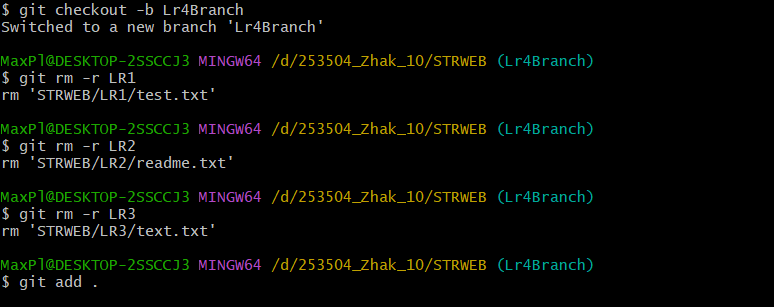 $ git checkout -b Lr4Branch
Switched to a new branch 'Lr4Branch'
MaxPl@DESKTOP-2SSCCJ3 MINGW64 /d/253504_Zhak_10/STRWEB (Lr4Branch)
$ git rm -r LR1
rm 'STRWEB/LR1/test.txt'
MaxPl@DESKTOP-2SSCCJ3 MINGW64 /d/253504_Zhak_10/STRWEB (Lr4Branch)
$ git rm -r LR2
rm 'STRWEB/LR2/readme.txt'
MaxPl@DESKTOP-2SSCCJ3 MINGW64 /d/253504_Zhak_10/STRWEB (Lr4Branch)
$ git rm -r LR3
rm 'STRWEB/LR3/text.txt'
MaxPl@DESKTOP-2SSCCJ3 MINGW64 /d/253504_Zhak_10/STRWEB (Lr4Branch)
$ git add .